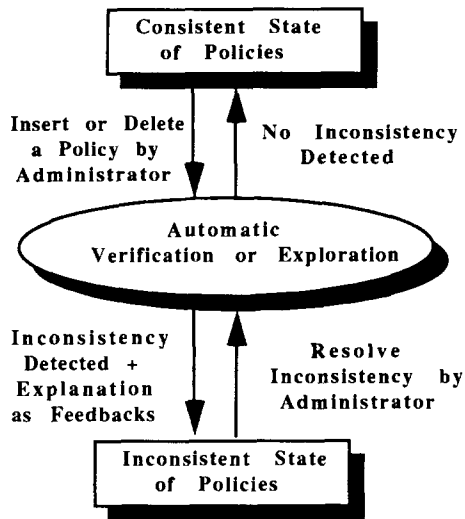 Consistent State
of Policies
Insert or Delete
a Policy by
Administrator
No Inconsistency
Detected
Automatic
Verification or Exploration
Inconsistency
Detected +
Explanation
as Feedbacks
Resolve
Inconsistency by
Administrator
Inconsistent State
of Policies